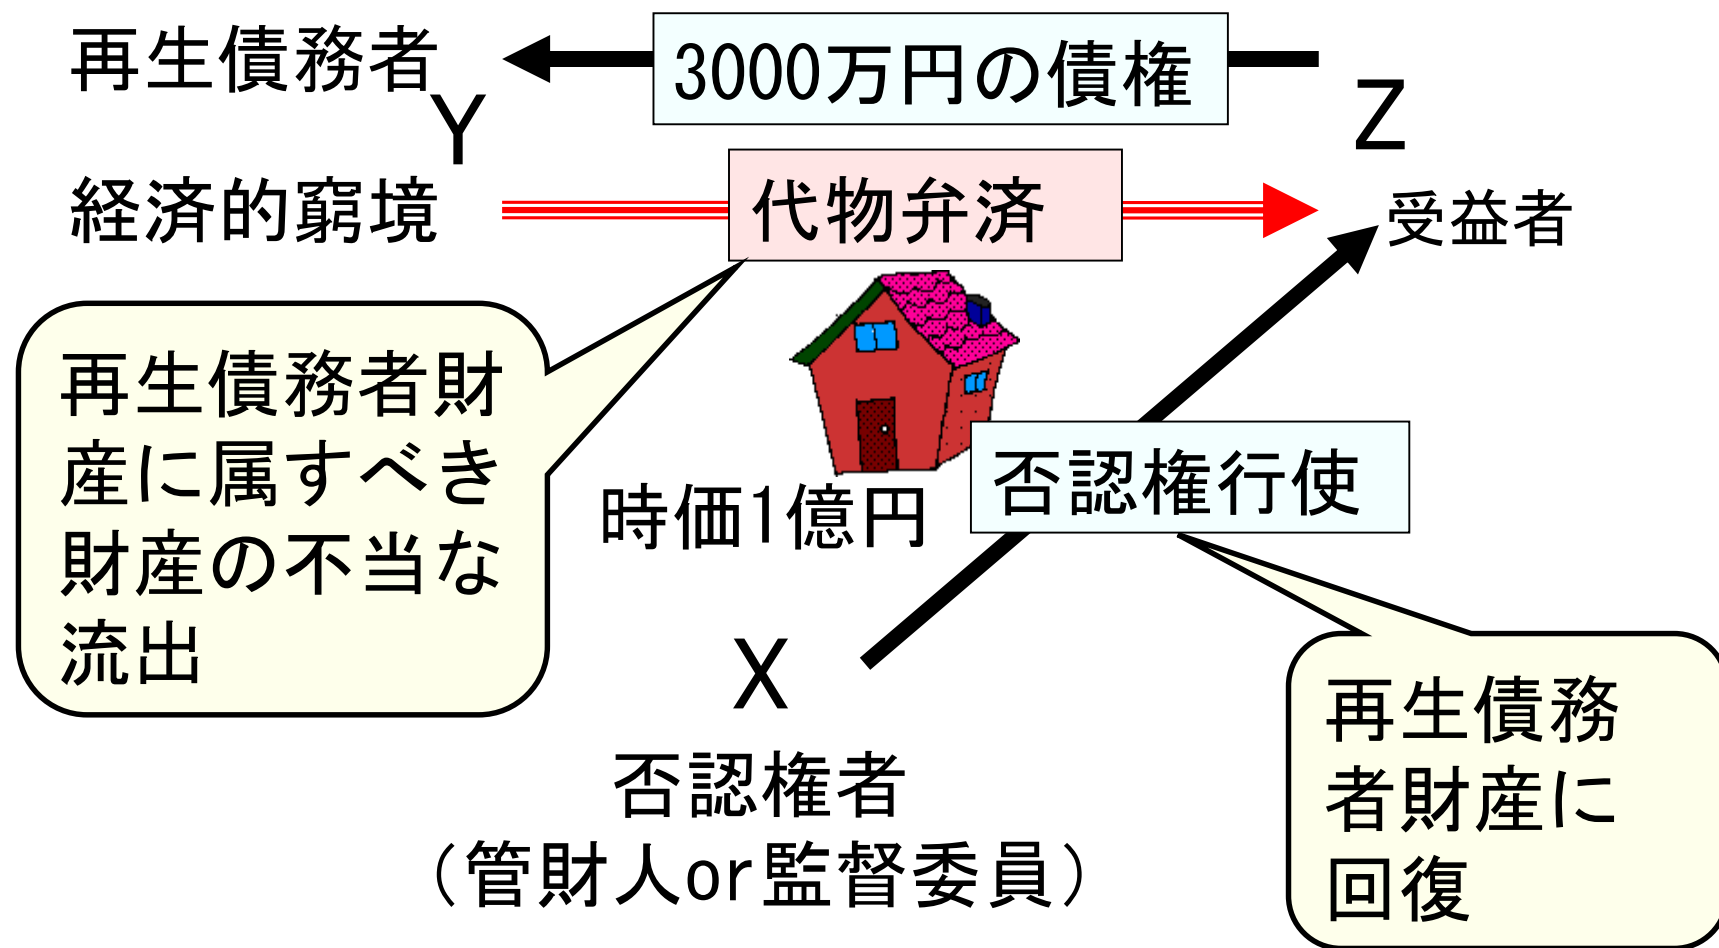 再生債務者
3000万円の債権
Y
Z
経済的窮境
代物弁済
受益者
再生債務者財
産に属すべき
財産の不当な
流出
時価1億円
否認権行使
X
否認権者
（管財人or監督委員）
再生債務
者財産に
回復